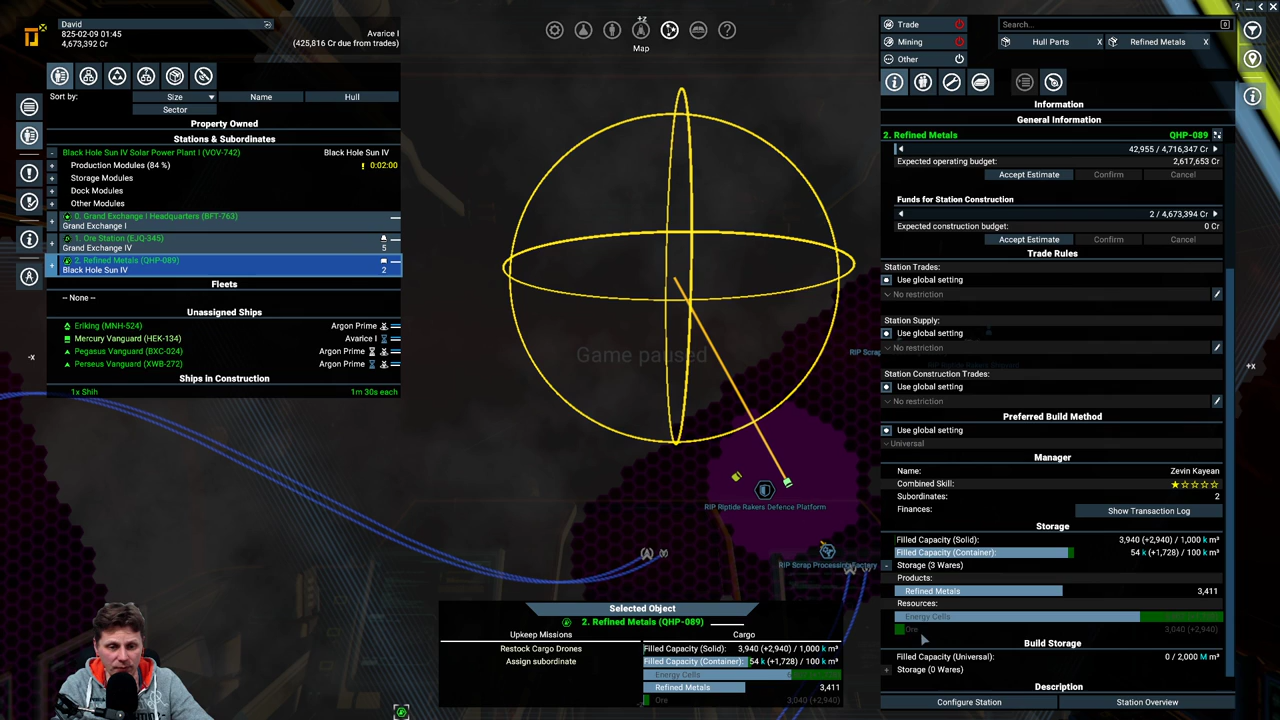 David
825-02-09 01:45
4,673,392 Cr
Avarice I
(425,816 Cr due from trades)
Sort by:
Size
Name
Hull
Sector
Property Owned
Stations & Subordinates
Black Hole Sun IV Solar Power Plant I (VOV-742)
Black Hole Sun IV
Production Modules (84 %)
! 0:02:00
Storage Modules
Dock Modules
Other Modules
0. Grand Exchange I Headquarters (BFT-763)
Grand Exchange I
1. Ore Station (EJQ-345)
Grand Exchange IV
5
2. Refined Metals (QHP-089)
Black Hole Sun IV
2
Fleets
-- None --
Unassigned Ships
Erlking (MNH-524)
Argon Prime
Mercury Vanguard (HEK-134)
Avarice I
Pegasus Vanguard (BXC-024)
Argon Prime
Perseus Vanguard (XWB-272)
Argon Prime
Ships in Construction
1x Shih
1m 30s each
-x
+z
Map
Game paused
RIP Scrap
RIP Riptide Rakers Defence Platform
RIP Scrap Processing Factory
+x
Selected Object
2. Refined Metals (QHP-089)
Upkeep Missions
Cargo
Restock Cargo Drones
Assign subordinate
Filled Capacity (Solid): 3,940 (+2,940) / 1,000 k m³
Filled Capacity (Container): 54 k (+1,728) / 100 k m³
Energy Cells
Refined Metals
3,411
Ore
3,040 (+2,940)
Trade
Mining
Other
Search...
0
Hull Parts X
Refined Metals X
Information
General Information
2. Refined Metals
QHP-089
42,955 / 4,716,347 Cr
Expected operating budget:
2,617,653 Cr
Accept Estimate
Confirm
Cancel
Funds for Station Construction
2 / 4,673,394 Cr
Expected construction budget:
0 Cr
Accept Estimate
Confirm
Cancel
Trade Rules
Station Trades:
Use global setting
No restriction
Station Supply:
Use global setting
No restriction
Station Construction Trades:
Use global setting
No restriction
Preferred Build Method
Use global setting
Universal
Manager
Name:
Zevin Kayean
Combined Skill:
Subordinates:
2
Finances:
Show Transaction Log
Storage
Filled Capacity (Solid):
3,940 (+2,940) / 1,000 k m³
Filled Capacity (Container):
54 k (+1,728) / 100 k m³
Storage (3 Wares)
Products:
Refined Metals
3,411
Resources:
Energy Cells
Ore
3,040 (+2,940)
Build Storage
Filled Capacity (Universal):
0 / 2,000 M m³
Storage (0 Wares)
Description
Configure Station
Station Overview